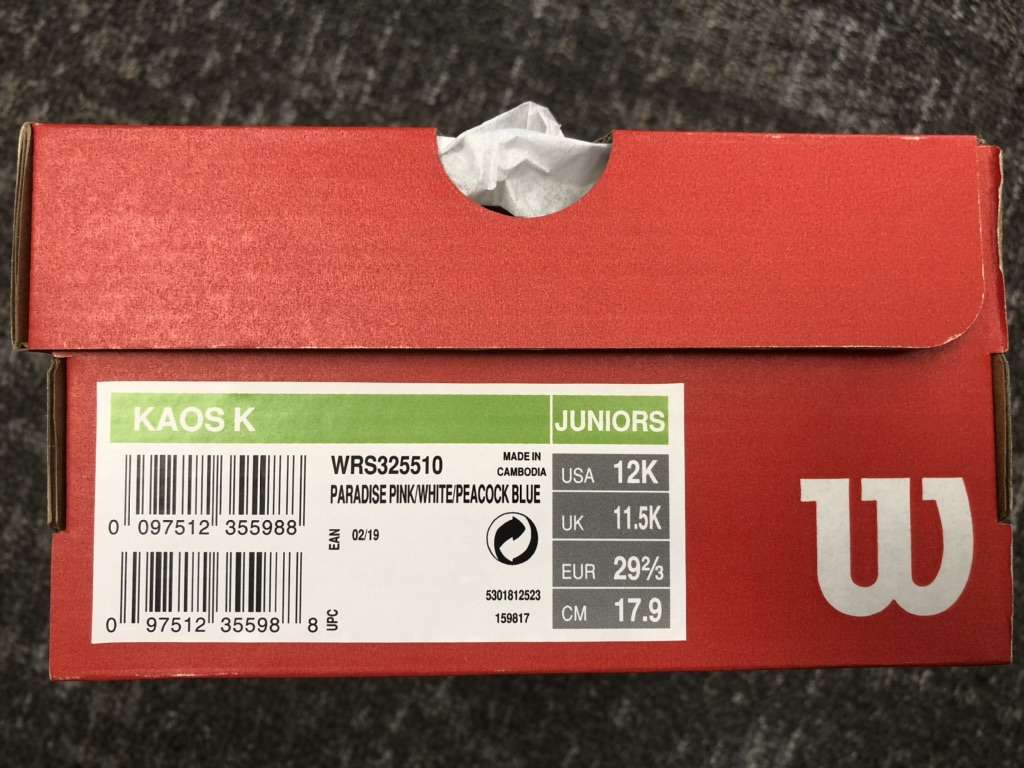 KAOS K
JUNIORS
WRS325510
MADE IN
CAMBODIA
PARADISE PINK/WHITE/PEACOCK BLUE
0 097512 355988
EAN
02/19
0 97512 35598 8
UPC
5301812523
159817
USA 12K
UK 11.5K
EUR 29⅔
CM 17.9
W